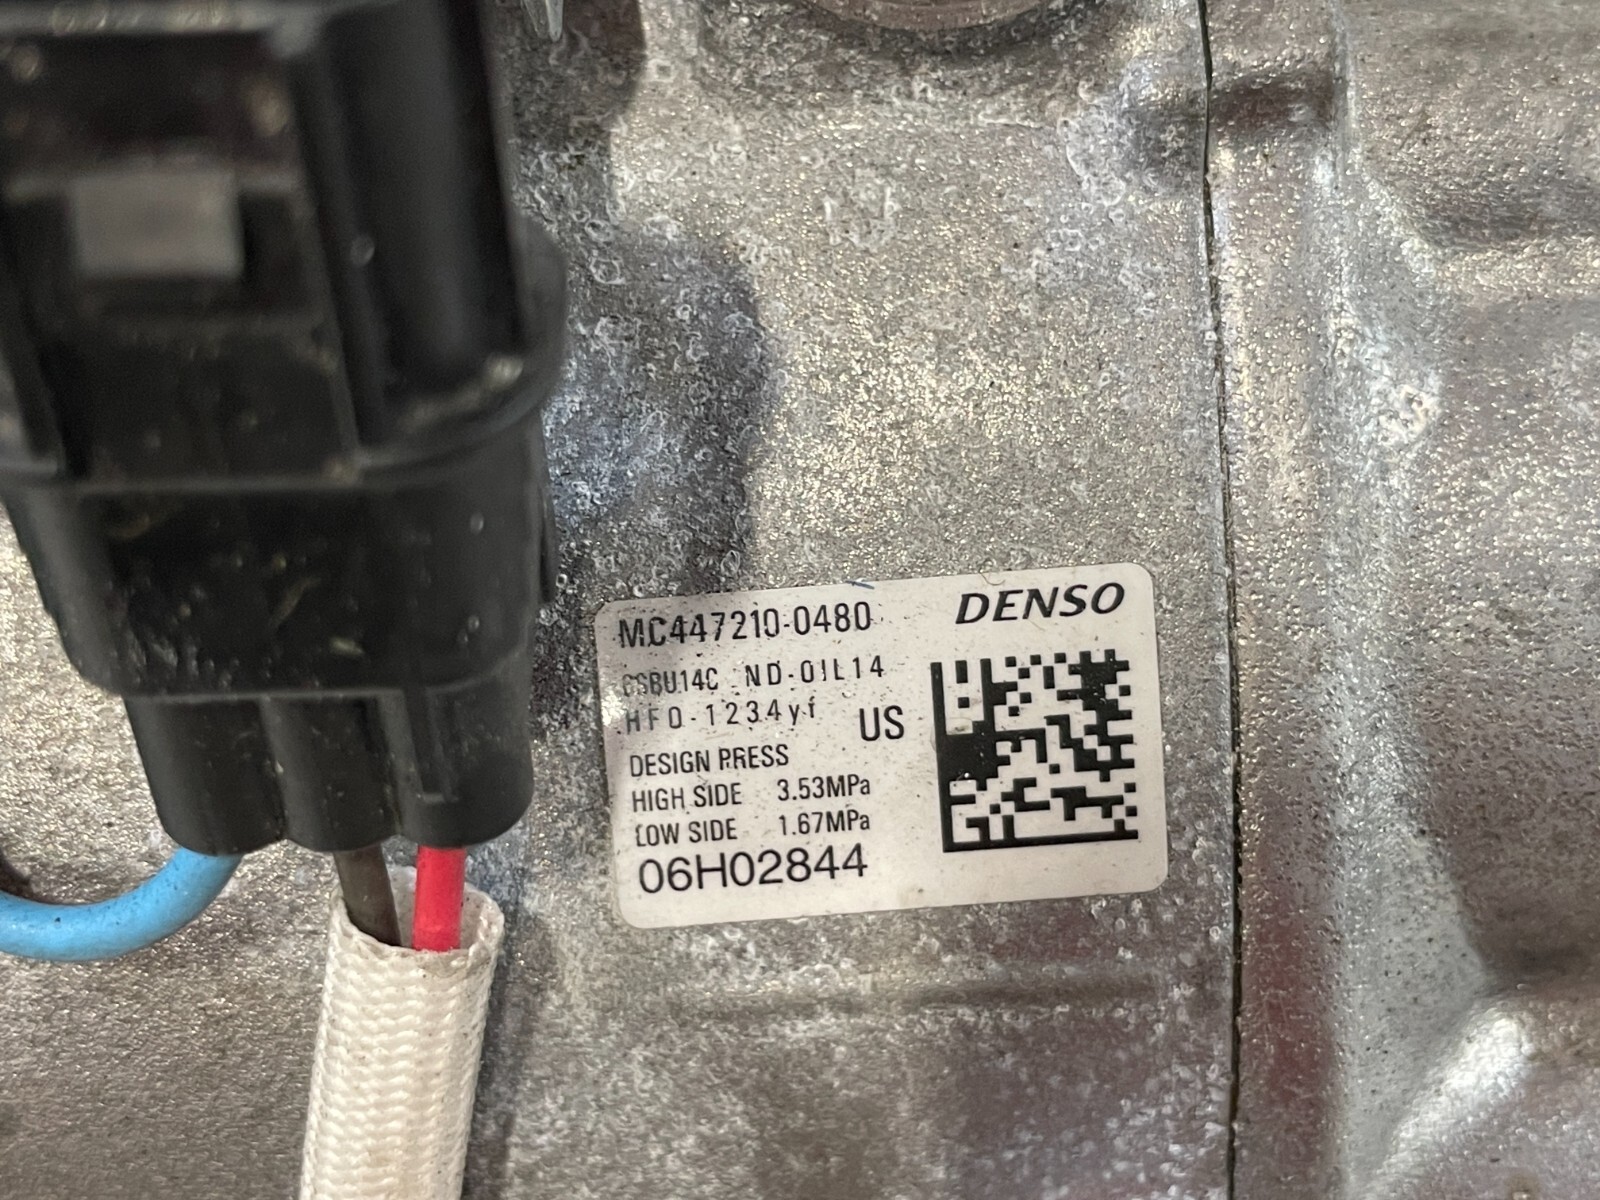 MC447210-0480 DENSO
6SBU14C ND-OIL14
HFO-1234yf US
DESIGN PRESS
HIGH SIDE 3.53MPa
LOW SIDE 1.67MPa
06H02844